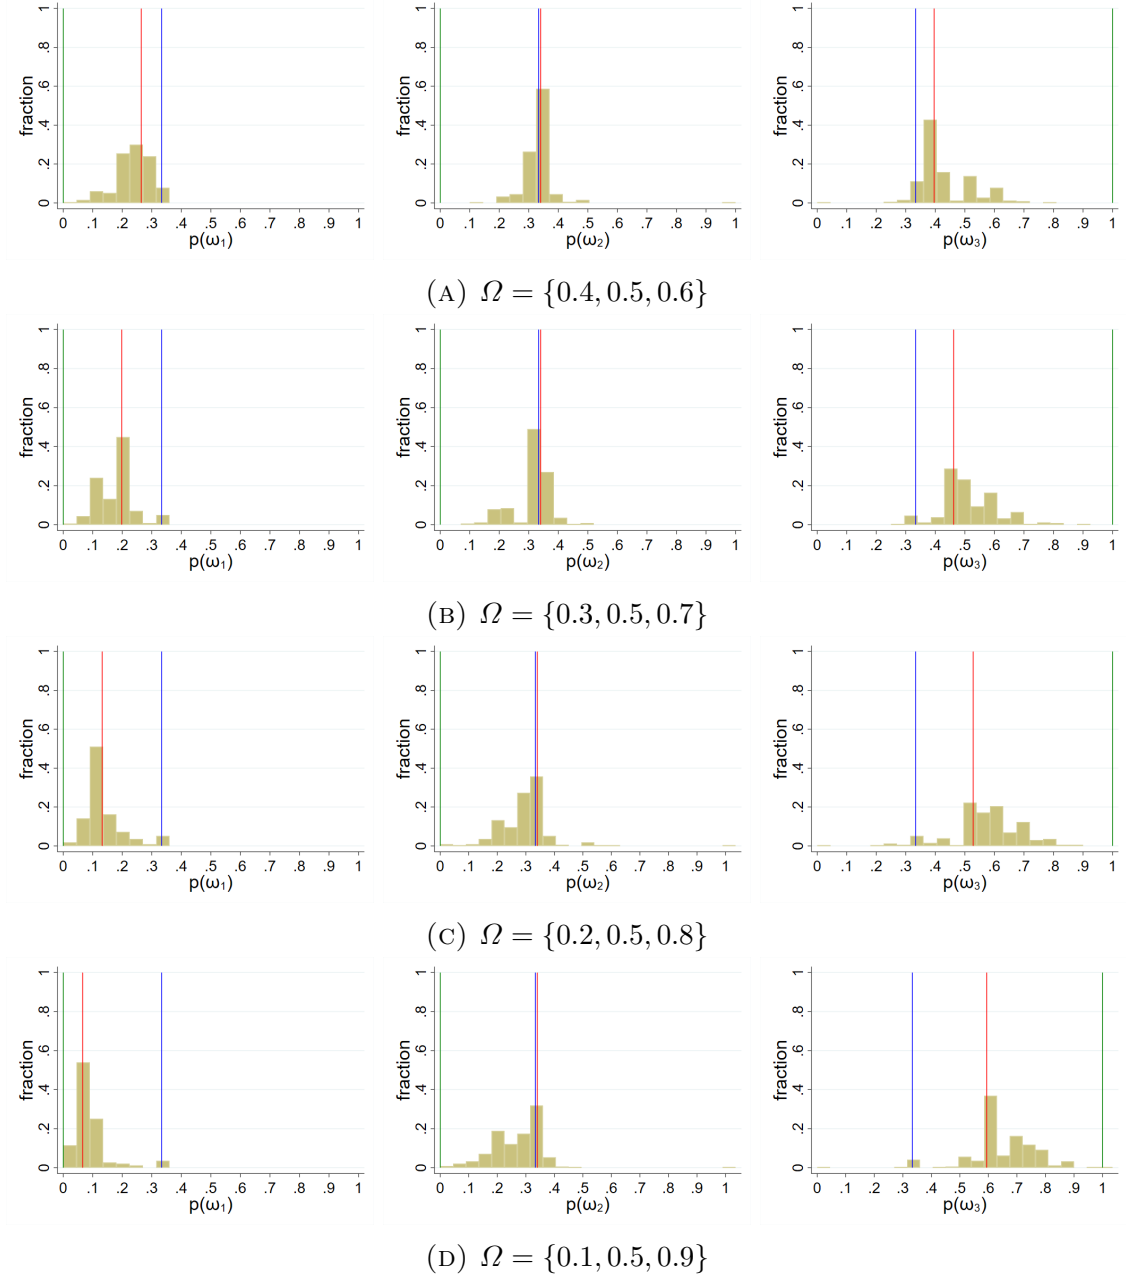 fraction
0 .2 .4 .6 .8 1
0 .1 .2 .3 .4 .5 .6 .7 .8 .9 1
p(ω₁)
fraction
0 .2 .4 .6 .8 1
0 .1 .2 .3 .4 .5 .6 .7 .8 .9 1
p(ω₂)
fraction
0 .2 .4 .6 .8 1
0 .1 .2 .3 .4 .5 .6 .7 .8 .9 1
p(ω₃)
(A) Ω = {0.4, 0.5, 0.6}
fraction
0 .2 .4 .6 .8 1
0 .1 .2 .3 .4 .5 .6 .7 .8 .9 1
p(ω₁)
fraction
0 .2 .4 .6 .8 1
0 .1 .2 .3 .4 .5 .6 .7 .8 .9 1
p(ω₂)
fraction
0 .2 .4 .6 .8 1
0 .1 .2 .3 .4 .5 .6 .7 .8 .9 1
p(ω₃)
(B) Ω = {0.3, 0.5, 0.7}
fraction
0 .2 .4 .6 .8 1
0 .1 .2 .3 .4 .5 .6 .7 .8 .9 1
p(ω₁)
fraction
0 .2 .4 .6 .8 1
0 .1 .2 .3 .4 .5 .6 .7 .8 .9 1
p(ω₂)
fraction
0 .2 .4 .6 .8 1
0 .1 .2 .3 .4 .5 .6 .7 .8 .9 1
p(ω₃)
(C) Ω = {0.2, 0.5, 0.8}
fraction
0 .2 .4 .6 .8 1
0 .1 .2 .3 .4 .5 .6 .7 .8 .9 1
p(ω₁)
fraction
0 .2 .4 .6 .8 1
0 .1 .2 .3 .4 .5 .6 .7 .8 .9 1
p(ω₂)
fraction
0 .2 .4 .6 .8 1
0 .1 .2 .3 .4 .5 .6 .7 .8 .9 1
p(ω₃)
(D) Ω = {0.1, 0.5, 0.9}